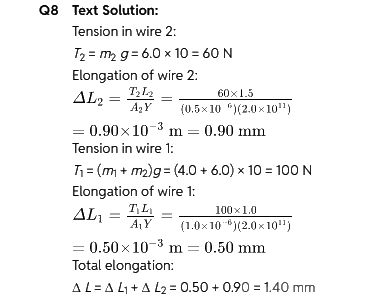 Q8 Text Solution:
Tension in wire 2:
T₂ = m₂ g = 6.0 × 10 = 60 N
Elongation of wire 2:
ΔL₂ = T₂L₂ / A₂Y = 60×1.5 / (0.5×10⁻⁶)(2.0×10¹¹)
= 0.90×10⁻³ m = 0.90 mm
Tension in wire 1:
T₁ = (m₁ + m₂)g = (4.0 + 6.0) × 10 = 100 N
Elongation of wire 1:
ΔL₁ = T₁L₁ / A₁Y = 100×1.0 / (1.0×10⁻⁶)(2.0×10¹¹)
= 0.50×10⁻³ m = 0.50 mm
Total elongation:
Δ L = Δ L₁ + Δ L₂ = 0.50 + 0.90 = 1.40 mm